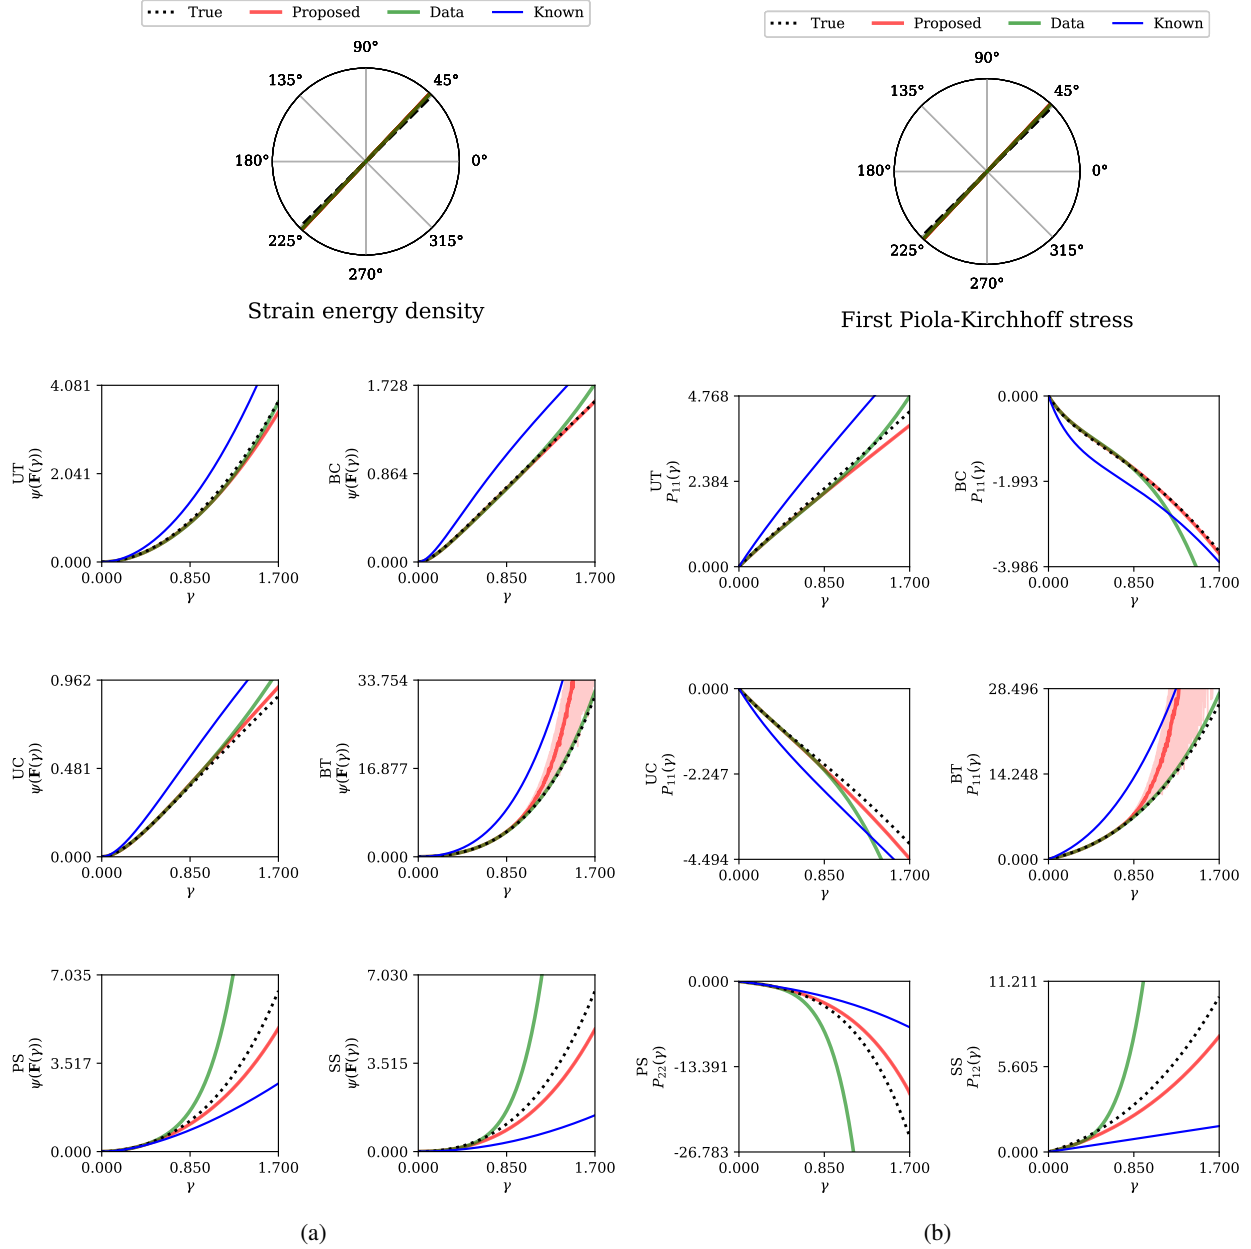 True Proposed Data Known
90°
135° 45°
180° 0°
225° 315°
270°
Strain energy density
4.081
2.041
0.000
0.000 0.850 1.700
γ
UT
ψ(F(γ))
1.728
0.864
0.000
0.000 0.850 1.700
γ
BC
ψ(F(γ))
0.962
0.481
0.000
0.000 0.850 1.700
γ
UC
ψ(F(γ))
33.754
16.877
0.000
0.000 0.850 1.700
γ
BT
ψ(F(γ))
7.035
3.517
0.000
0.000 0.850 1.700
γ
PS
ψ(F(γ))
7.030
3.515
0.000
0.000 0.850 1.700
γ
SS
ψ(F(γ))
(a)
True Proposed Data Known
90°
135° 45°
180° 0°
225° 315°
270°
First Piola-Kirchhoff stress
4.768
2.384
0.000
0.000 0.850 1.700
γ
UT
P₁₁(γ)
0.000
-1.993
-3.986
0.000 0.850 1.700
γ
BC
P₁₁(γ)
0.000
-2.247
-4.494
0.000 0.850 1.700
γ
UC
P₁₁(γ)
28.496
14.248
0.000
0.000 0.850 1.700
γ
BT
P₁₁(γ)
0.000
-13.391
-26.783
0.000 0.850 1.700
γ
PS
P₂₂(γ)
11.211
5.605
0.000
0.000 0.850 1.700
γ
SS
P₁₂(γ)
(b)